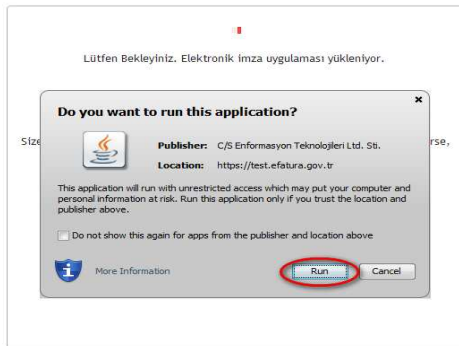 Lütfen Bekleyiniz. Elektronik imza uygulaması yükleniyor.
Do you want to run this application?
Size
rse,
Publisher: C/S Enformasyon Teknolojileri Ltd. Sti.
Location: https://test.efatura.gov.tr
This application will run with unrestricted access which may put your computer and
personal information at risk. Run this application only if you trust the location and
publisher above.
Do not show this again for apps from the publisher and location above
More Information
Run
Cancel